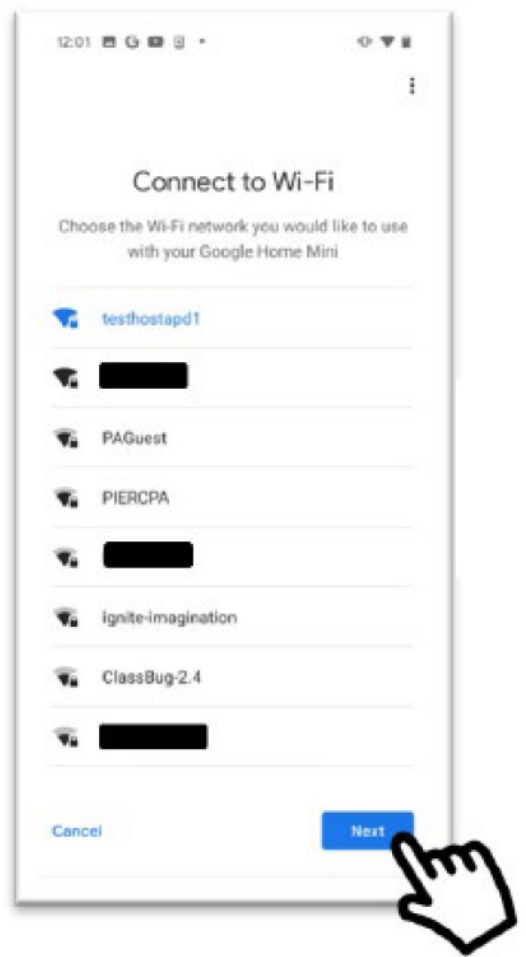 12:01
Connect to Wi-Fi
Choose the Wi-Fi network you would like to use
with your Google Home Mini
testhostapd1
PAGuest
PIERCPA
ignite-imagination
ClassBug-2.4
Cancel
Next